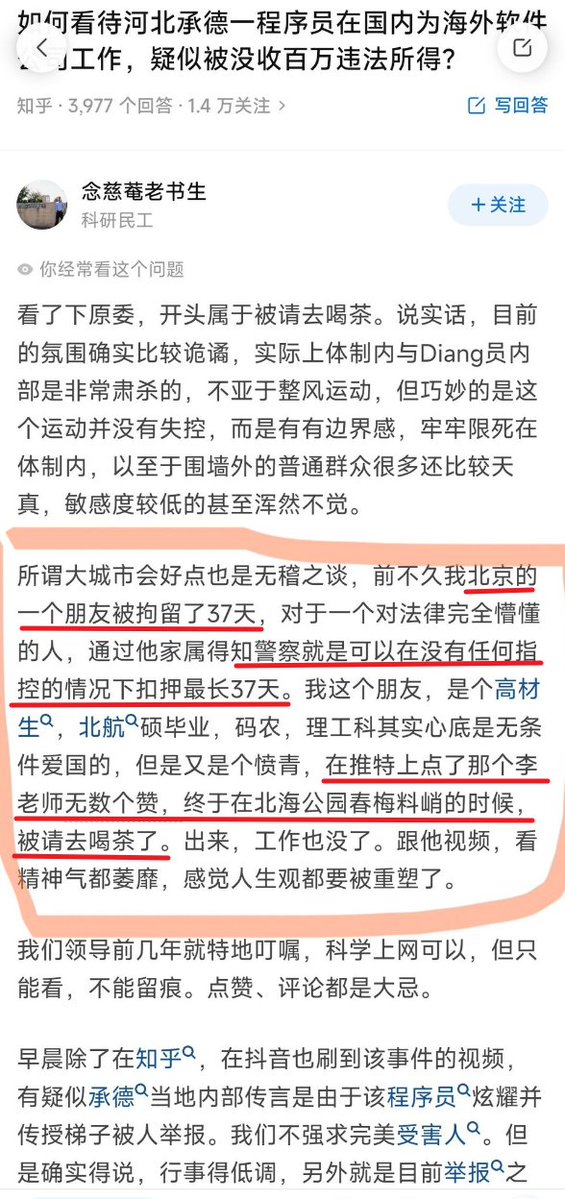 如何看待河北承德一程序员在国内为海外软件
公司工作，疑似被没收百万违法所得？
知乎 · 3,977 个回答 · 1.4 万关注 >
写回答
念慈菴老书生
科研民工
+关注
你经常看这个问题
看了下原委，开头属于被请去喝茶。说实话，目前
的氛围确实比较诡谲，实际上体制内与Diang员内
部是非常肃杀的，不亚于整风运动，但巧妙的是这
个运动并没有失控，而是有有边界感，牢牢限死在
体制内，以至于围墙外的普通群众很多还比较天
真，敏感度较低的甚至浑然不觉。
所谓大城市会好点也是无稽之谈，前不久我北京的
一个朋友被拘留了37天，对于一个对法律完全懵懂
的人，通过他家属得知警察就是可以在没有任何指
控的情况下扣押最长37天。我这个朋友，是个高材
生，北航硕毕业，码农，理工科其实心底是无条
件爱国的，但是又是个愤青，在推特上点了那个李
老师无数个赞，终于在北海公园春梅料峭的时候，
被请去喝茶了。出来，工作也没了。跟他视频，看
精神气都萎靡，感觉人生观都要被重塑了。
我们领导前几年就特地叮嘱，科学上网可以，但只
能看，不能留痕。点赞、评论都是大忌。
早晨除了在知乎，在抖音也刷到该事件的视频，
有疑似承德当地内部传言是由于该程序员炫耀并
传授梯子被人举报。我们不强求完美受害人。但
是确实得说，行事得低调，另外就是目前举报之